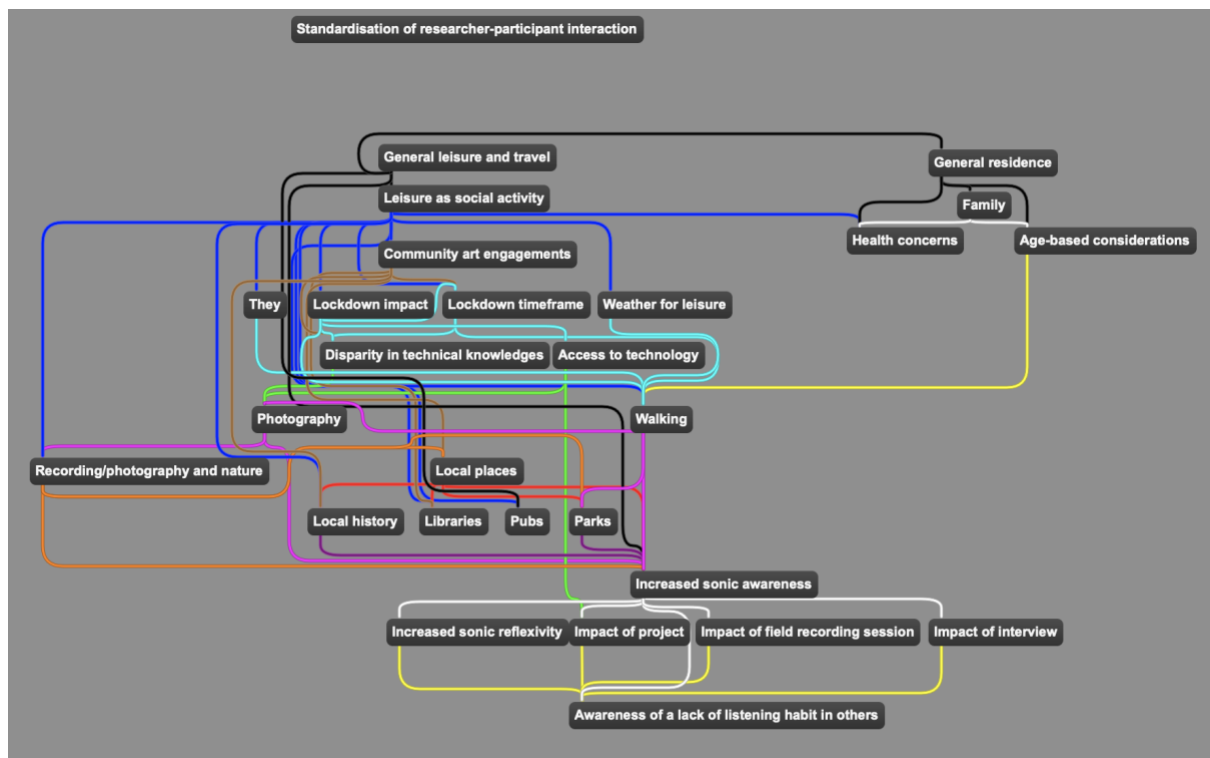 Standardisation of researcher-participant interaction
General leisure and travel
General residence
Leisure as social activity
Family
Health concerns
Age-based considerations
Community art engagements
They
Lockdown impact
Lockdown timeframe
Weather for leisure
Disparity in technical knowledges
Access to technology
Photography
Walking
Recording/photography and nature
Local places
Local history
Libraries
Pubs
Parks
Increased sonic awareness
Increased sonic reflexivity
Impact of project
Impact of field recording session
Impact of interview
Awareness of a lack of listening habit in others